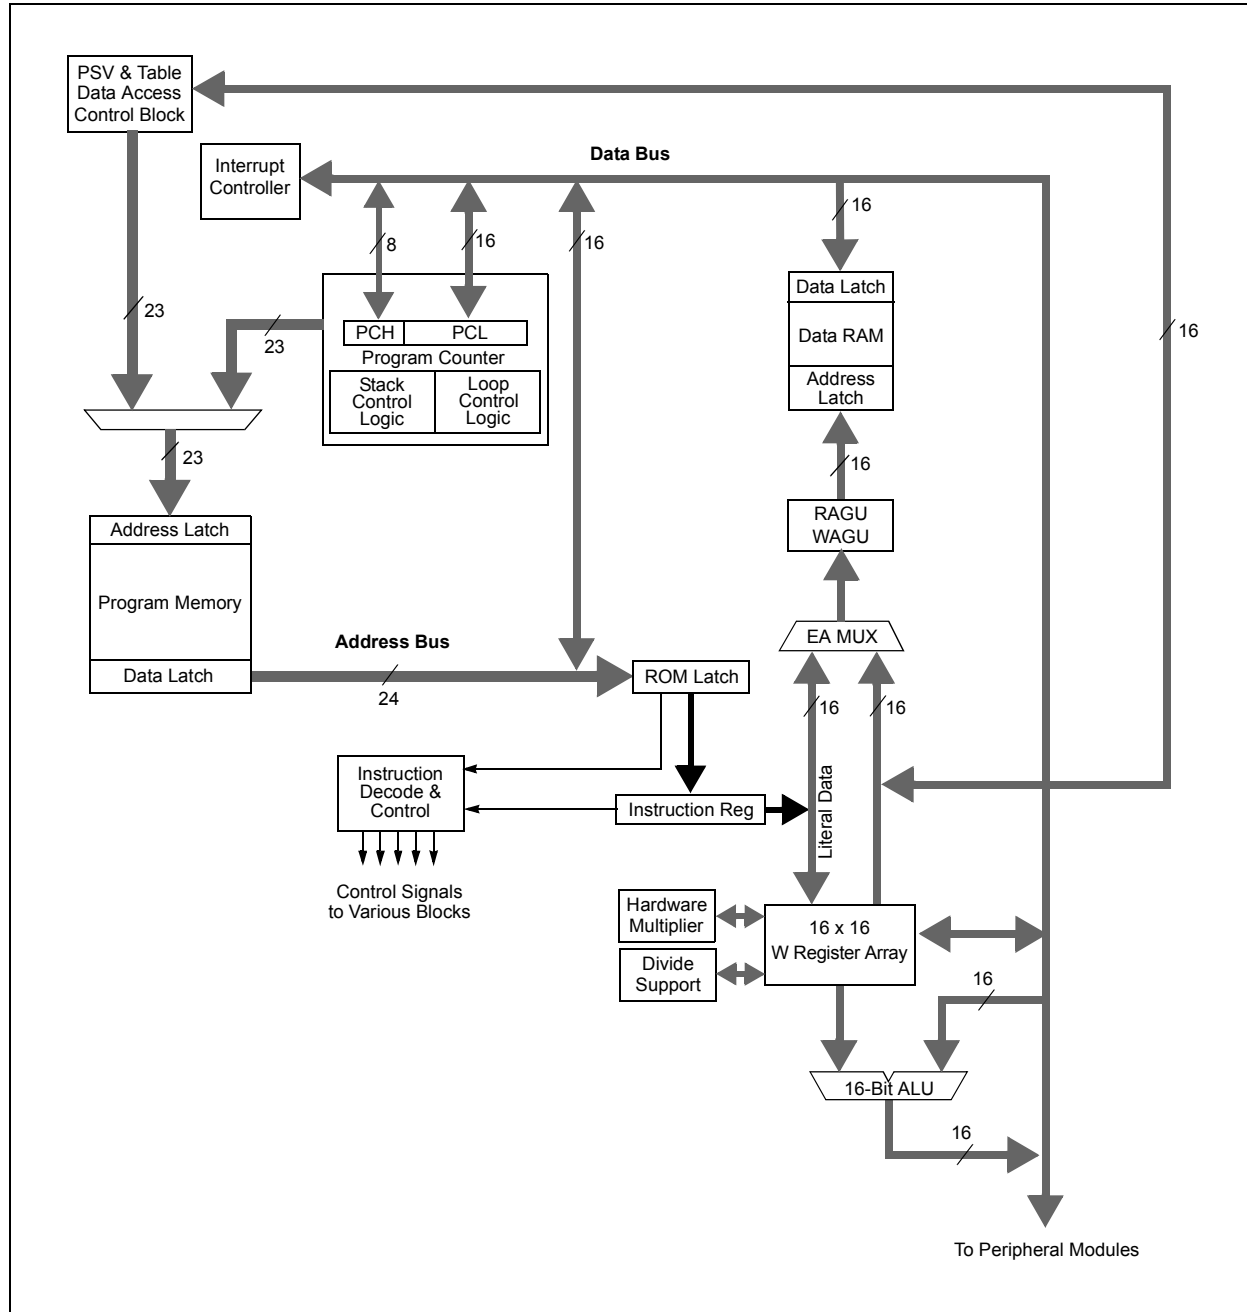 PSV & Table
Data Access
Control Block
Data Bus
Interrupt
Controller
16
8
16
16
23
23
16
Data Latch
Data RAM
Address
Latch
PCH
PCL
Program Counter
Stack
Control
Logic
Loop
Control
Logic
23
16
RAGU
WAGU
Address Latch
Program Memory
Data Latch
Address Bus
24
EA MUX
ROM Latch
16
16
Instruction
Decode &
Control
Instruction Reg
Literal Data
Control Signals
to Various Blocks
Hardware
Multiplier
16 x 16
W Register Array
Divide
Support
16
16-Bit ALU
16
To Peripheral Modules